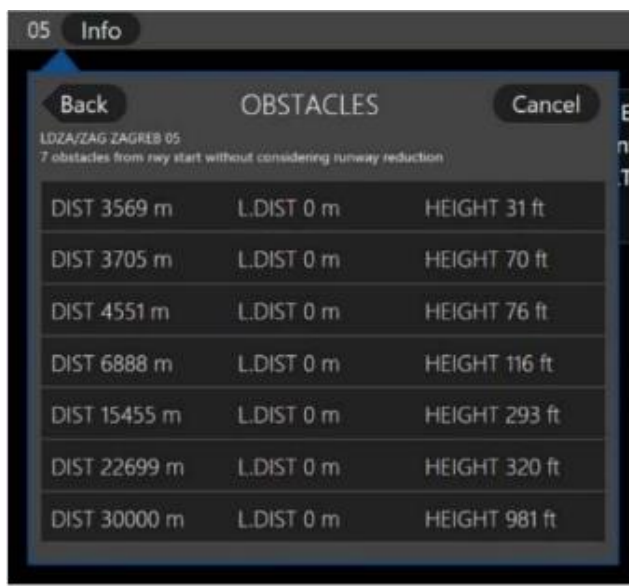 05 Info
Back OBSTACLES Cancel
LDZA/ZAG ZAGREB 05
7 obstacles from rwy start without considering runway reduction
DIST 3569 m L.DIST 0 m HEIGHT 31 ft
DIST 3705 m L.DIST 0 m HEIGHT 70 ft
DIST 4551 m L.DIST 0 m HEIGHT 76 ft
DIST 6888 m L.DIST 0 m HEIGHT 116 ft
DIST 15455 m L.DIST 0 m HEIGHT 293 ft
DIST 22699 m L.DIST 0 m HEIGHT 320 ft
DIST 30000 m L.DIST 0 m HEIGHT 981 ft